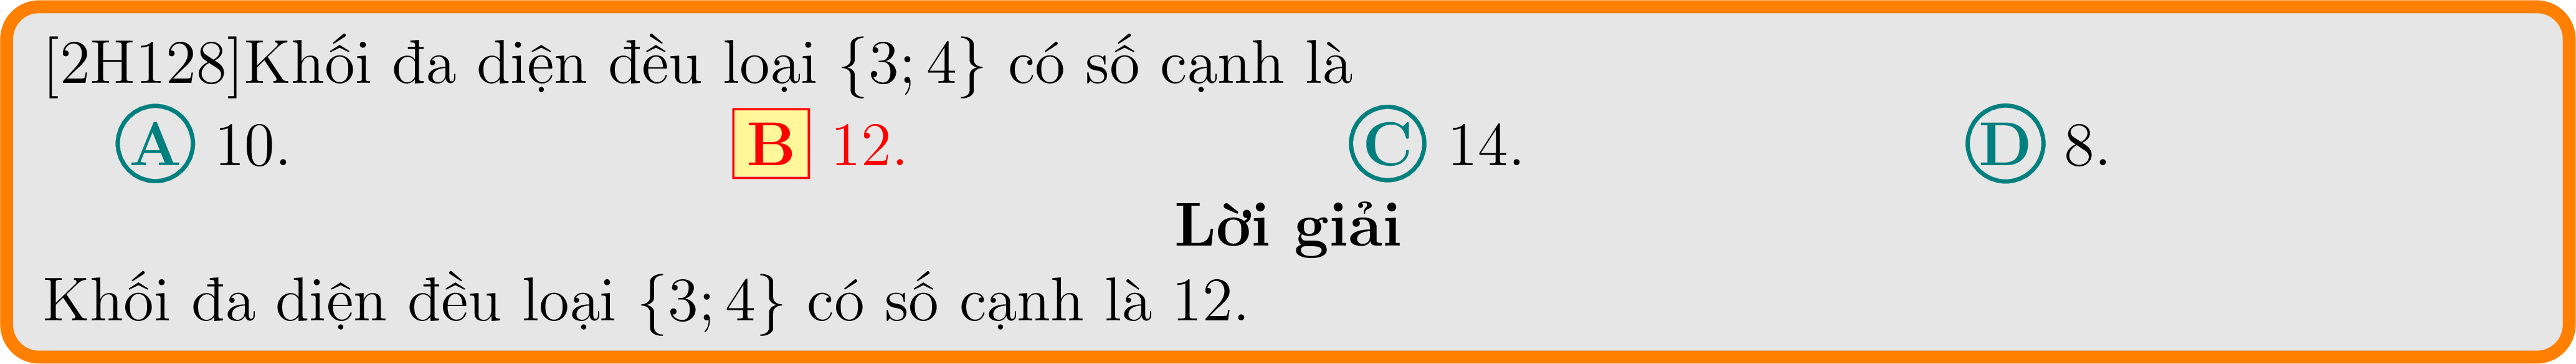 [2H128]Khối đa diện đều loại {3; 4} có số cạnh là
A 10. B 12. C 14. D 8.
Lời giải
Khối đa diện đều loại {3; 4} có số cạnh là 12.